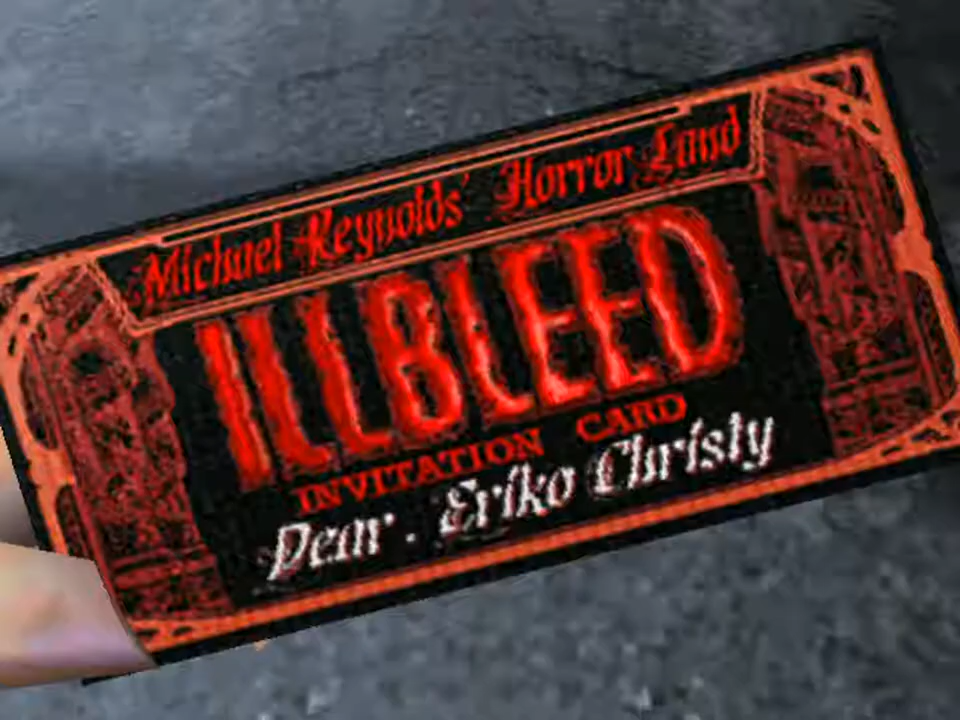 Michael Reynolds' Horror Land
ILLBLEED
INVITATION CARD
Dear . Eriko Christy